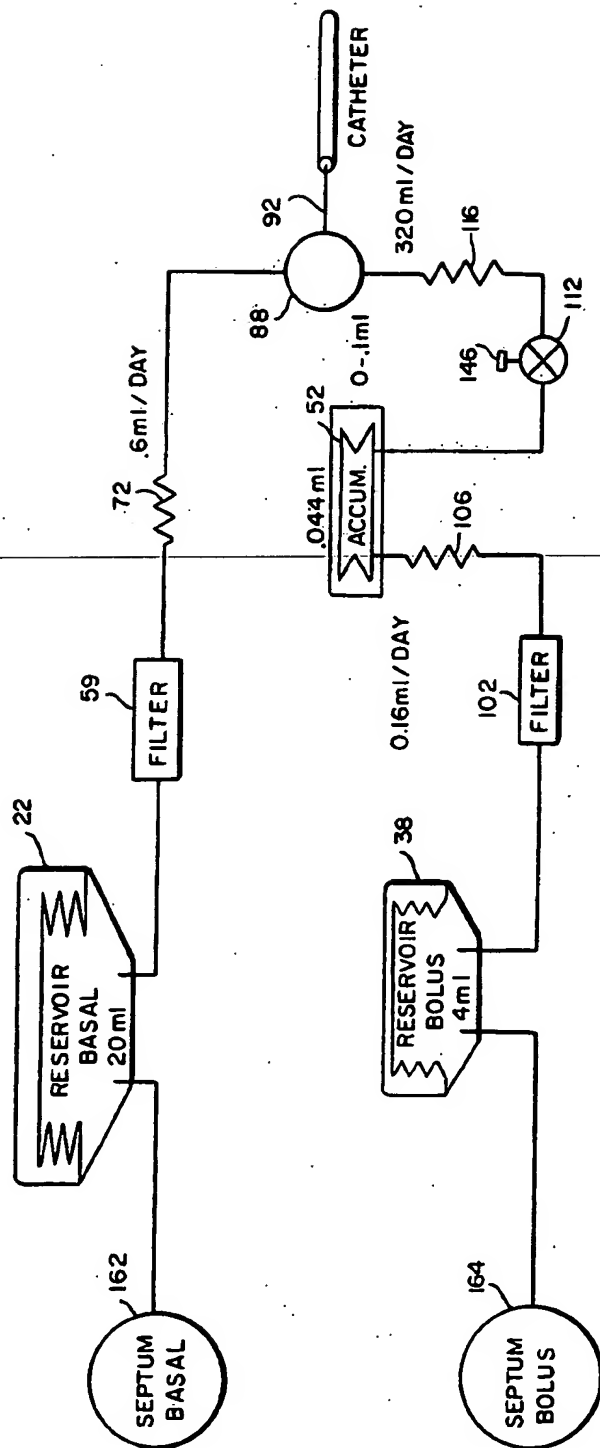 162
SEPTUM
BASAL
22
RESERVOIR
BASAL
20ml
59
FILTER
72
.6ml/DAY
88
92
CATHETER
164
SEPTUM
BOLUS
38
RESERVOIR
BOLUS
4ml
102
FILTER
0.16ml/DAY
106
.044ml
ACCUM.
52
0-.1ml
146
112
116
320ml/DAY